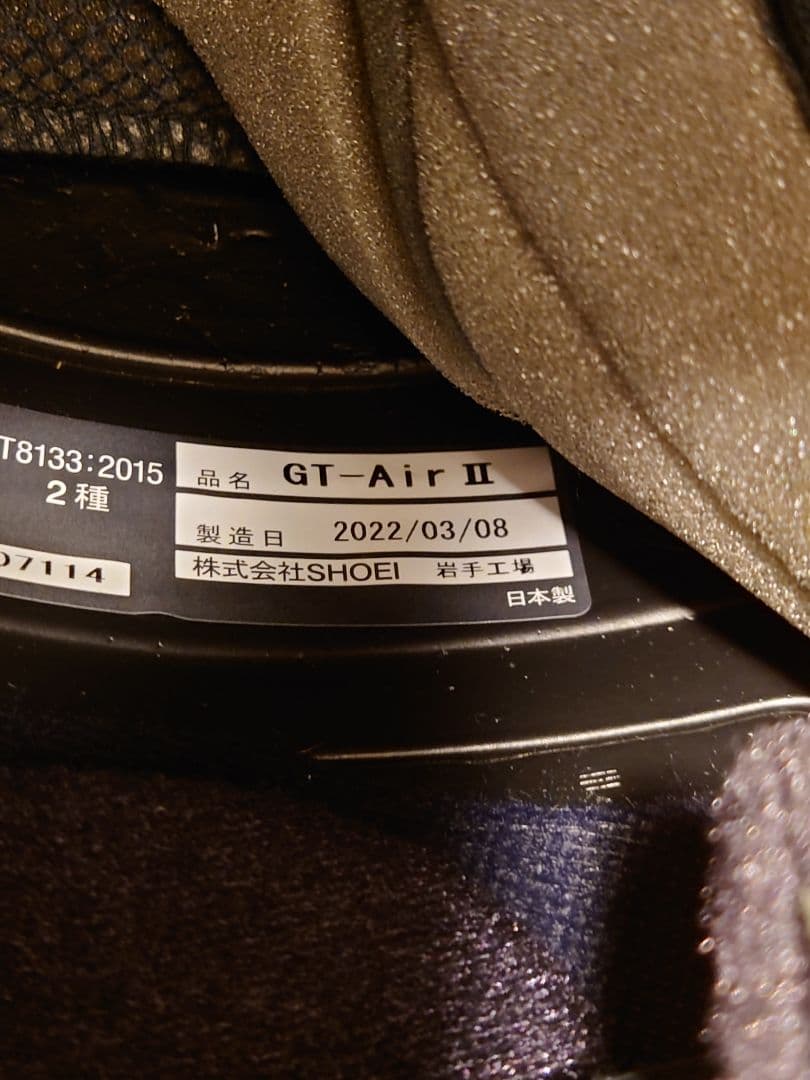 T8133:2015
2種
07114
品名 GT-Air II
製造日 2022/03/08
株式会社SHOEI 岩手工場
日本製